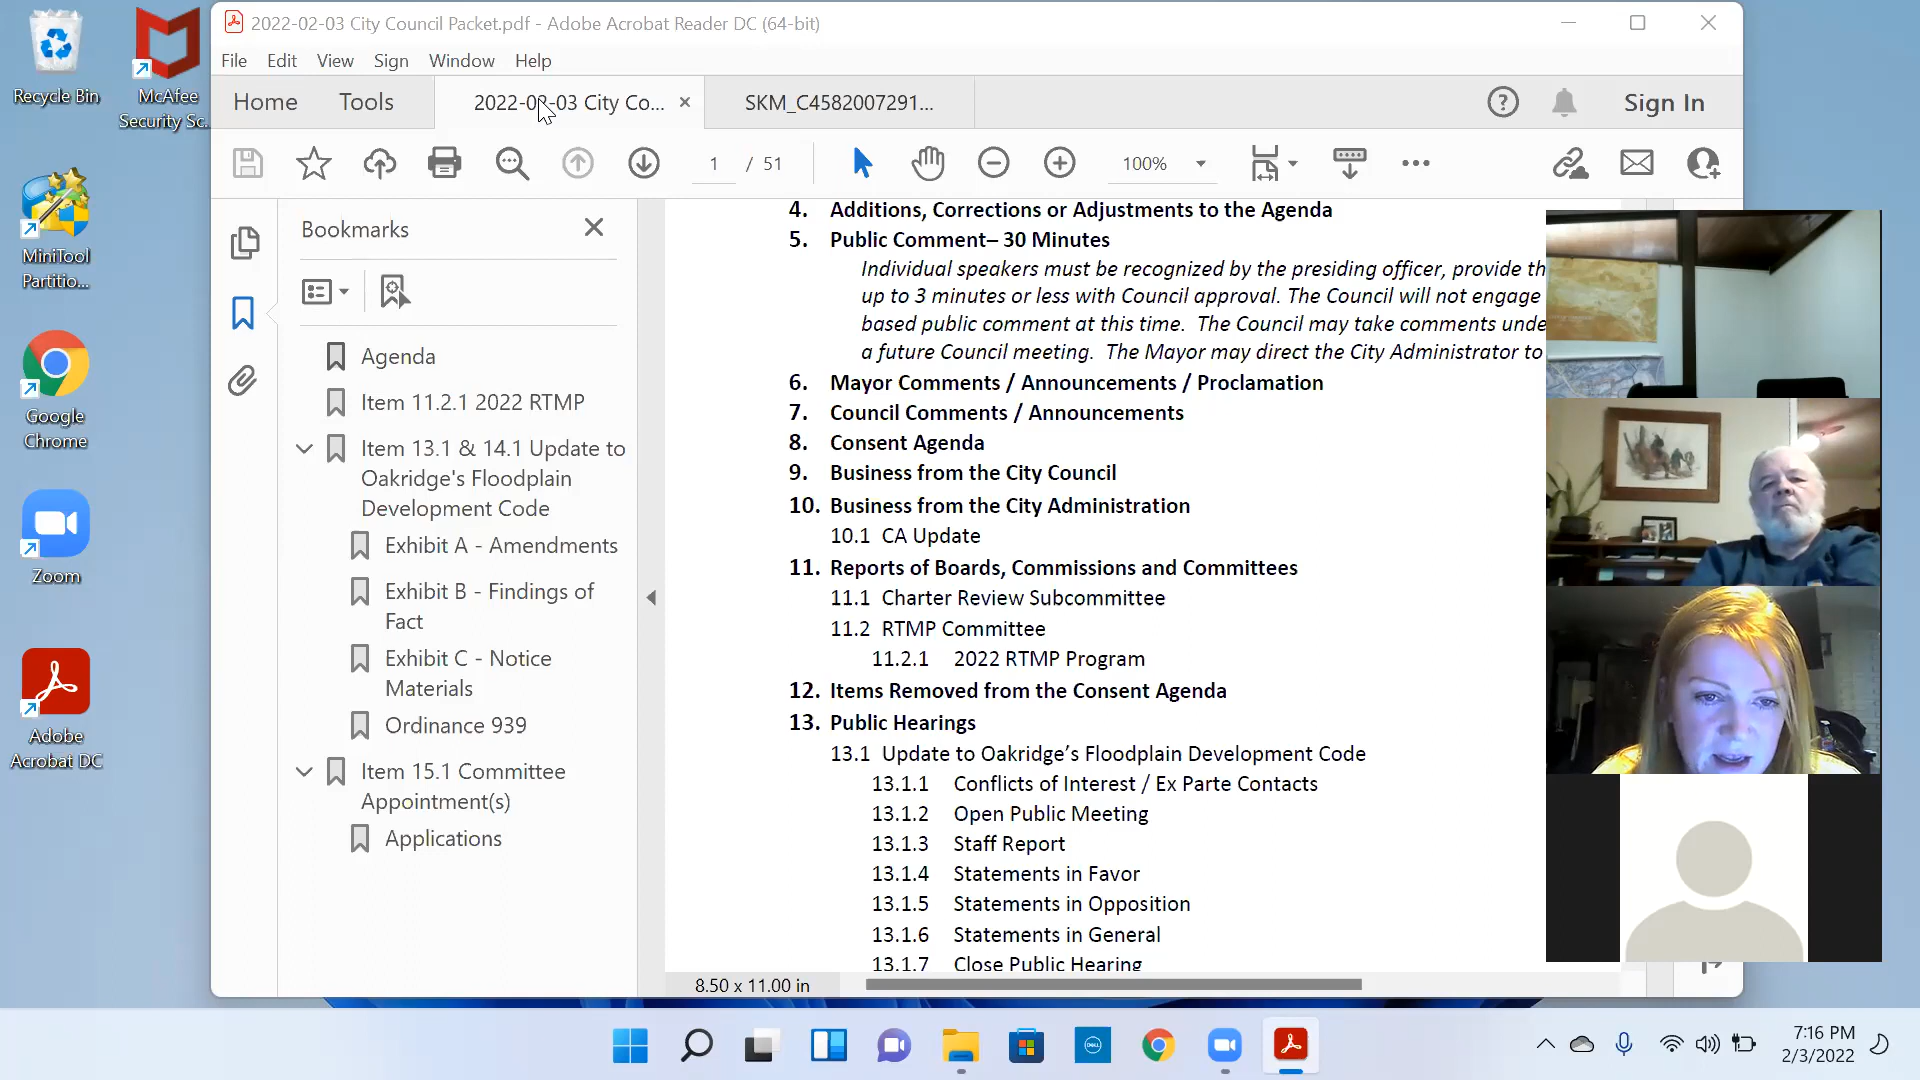 Recycle Bin
McAfee
Security Sc...
MiniTool
Partitio...
Google
Chrome
Zoom
Adobe
Acrobat DC
2022-02-03 City Council Packet.pdf - Adobe Acrobat Reader DC (64-bit)
File Edit View Sign Window Help
Home Tools 2022-02-03 City Co... SKM_C4582007291... Sign In
1 / 51 100%
Bookmarks
Agenda
Item 11.2.1 2022 RTMP
Item 13.1 & 14.1 Update to
Oakridge's Floodplain
Development Code
Exhibit A - Amendments
Exhibit B - Findings of
Fact
Exhibit C - Notice
Materials
Ordinance 939
Item 15.1 Committee
Appointment(s)
Applications
4. Additions, Corrections or Adjustments to the Agenda
5. Public Comment– 30 Minutes
Individual speakers must be recognized by the presiding officer, provide th
up to 3 minutes or less with Council approval. The Council will not engage
based public comment at this time. The Council may take comments unde
a future Council meeting. The Mayor may direct the City Administrator to
6. Mayor Comments / Announcements / Proclamation
7. Council Comments / Announcements
8. Consent Agenda
9. Business from the City Council
10. Business from the City Administration
10.1 CA Update
11. Reports of Boards, Commissions and Committees
11.1 Charter Review Subcommittee
11.2 RTMP Committee
11.2.1 2022 RTMP Program
12. Items Removed from the Consent Agenda
13. Public Hearings
13.1 Update to Oakridge’s Floodplain Development Code
13.1.1 Conflicts of Interest / Ex Parte Contacts
13.1.2 Open Public Meeting
13.1.3 Staff Report
13.1.4 Statements in Favor
13.1.5 Statements in Opposition
13.1.6 Statements in General
13.1.7 Close Public Hearing
8.50 x 11.00 in
DELL
7:16 PM
2/3/2022